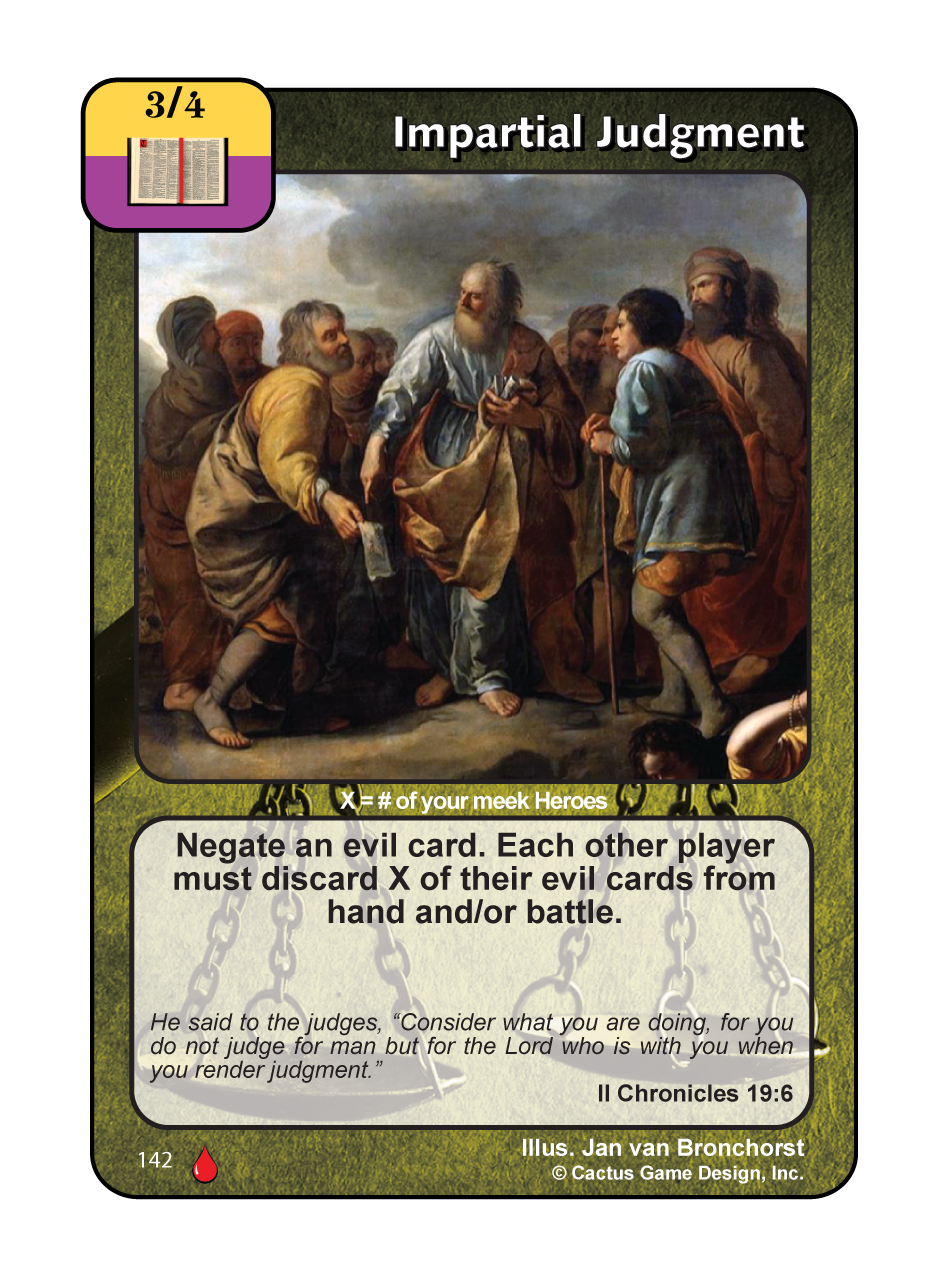 3/4
Impartial Judgment
X = # of your meek Heroes
Negate an evil card. Each other player
must discard X of their evil cards from
hand and/or battle.
He said to the judges, “Consider what you are doing, for you
do not judge for man but for the Lord who is with you when
you render judgment.”
II Chronicles 19:6
142
Illus. Jan van Bronchorst
© Cactus Game Design, Inc.